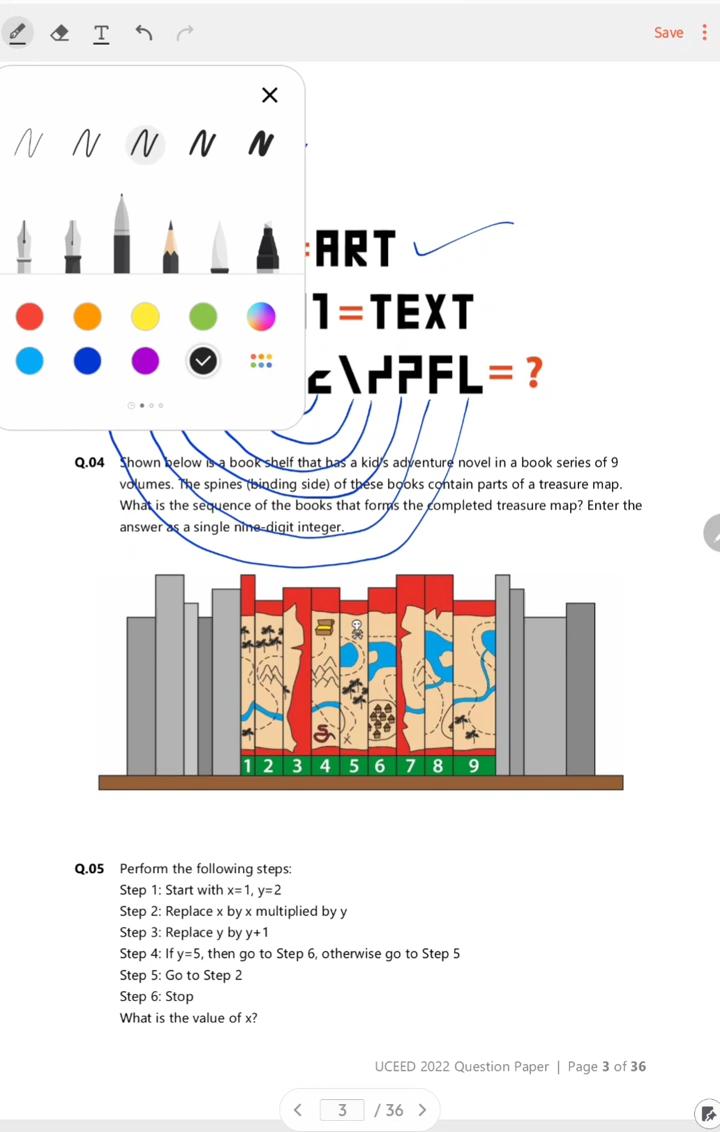 T
Save
=ART
1=TEXT
FL=?
Q.04 Shown below is a book shelf that has a kid's adventure novel in a book series of 9
volumes. The spines (binding side) of these books contain parts of a treasure map.
What is the sequence of the books that forms the completed treasure map? Enter the
answer as a single nine-digit integer.
1 2 3 4 5 6 7 8 9
Q.05 Perform the following steps:
Step 1: Start with x=1, y=2
Step 2: Replace x by x multiplied by y
Step 3: Replace y by y+1
Step 4: If y=5, then go to Step 6, otherwise go to Step 5
Step 5: Go to Step 2
Step 6: Stop
What is the value of x?
UCEED 2022 Question Paper | Page 3 of 36
3 / 36